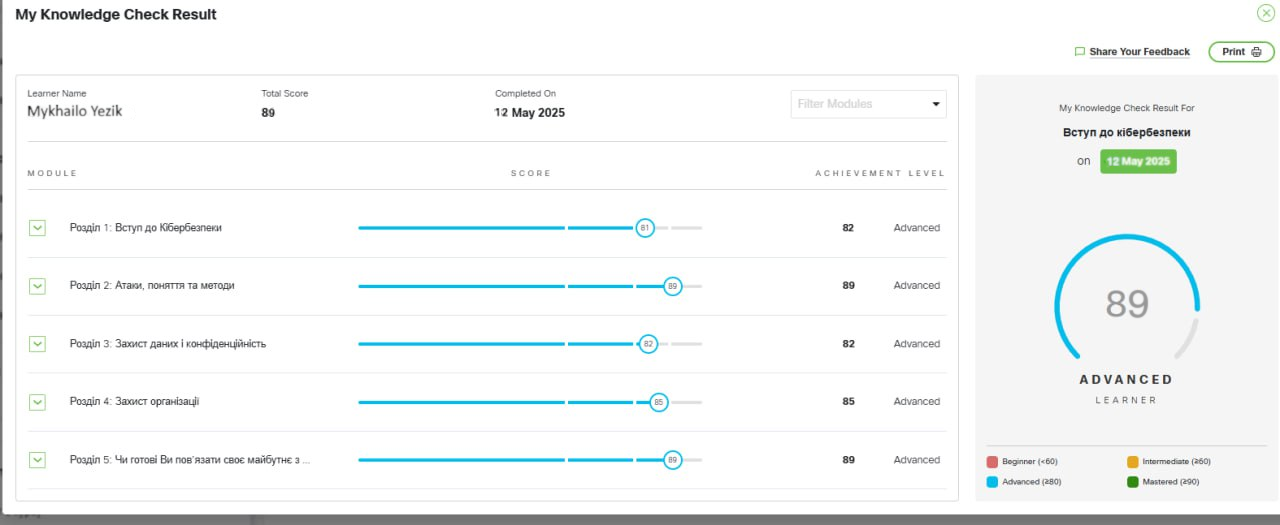 My Knowledge Check Result
Share Your Feedback
Print
Learner Name
Total Score
Completed On
Mykhailo Yezik
89
12 May 2025
Filter Modules
MODULE
SCORE
ACHIEVEMENT LEVEL
Розділ 1: Вступ до Кібербезпеки
81
82
Advanced
Розділ 2: Атаки, поняття та методи
89
89
Advanced
Розділ 3: Захист даних і конфіденційність
82
82
Advanced
Розділ 4: Захист організації
85
85
Advanced
Розділ 5: Чи готові Ви пов'язати своє майбутнє з ...
89
89
Advanced
My Knowledge Check Result For
Вступ до кібербезпеки
on 12 May 2025
89
ADVANCED
LEARNER
Beginner (<60)
Intermediate (≥60)
Advanced (≥80)
Mastered (≥90)